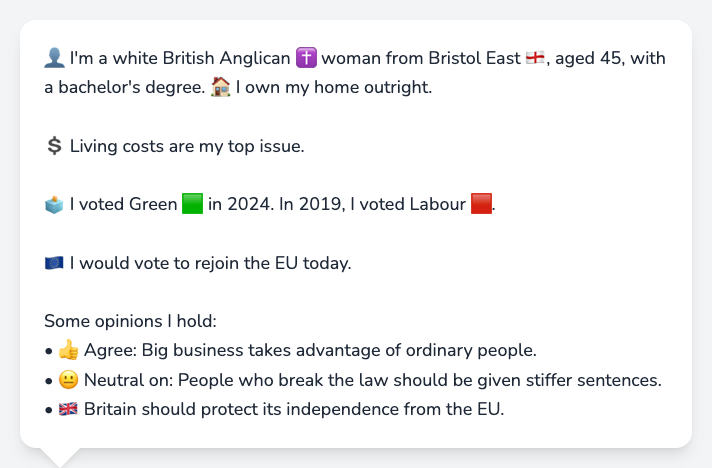 👤 I'm a white British Anglican ✝️ woman from Bristol East 🏴󠁧󠁢󠁥󠁮󠁧󠁿, aged 45, with
a bachelor's degree. 🏠 I own my home outright.
💲 Living costs are my top issue.
🗳️ I voted Green 🟩 in 2024. In 2019, I voted Labour 🟥.
🇪🇺 I would vote to rejoin the EU today.
Some opinions I hold:
• 👍 Agree: Big business takes advantage of ordinary people.
• 😐 Neutral on: People who break the law should be given stiffer sentences.
• 🇬🇧 Britain should protect its independence from the EU.